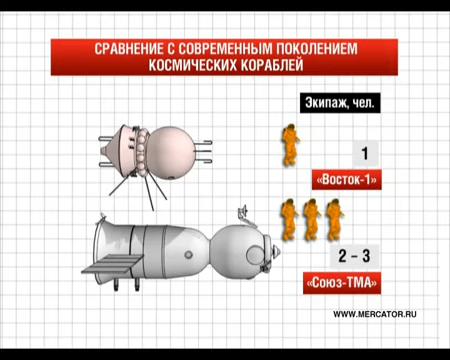 СРАВНЕНИЕ С СОВРЕМЕННЫМ ПОКОЛЕНИЕМ
КОСМИЧЕСКИХ КОРАБЛЕЙ
Экипаж, чел.
1
«Восток-1»
2 – 3
«Союз-ТМА»
WWW.MERCATOR.RU